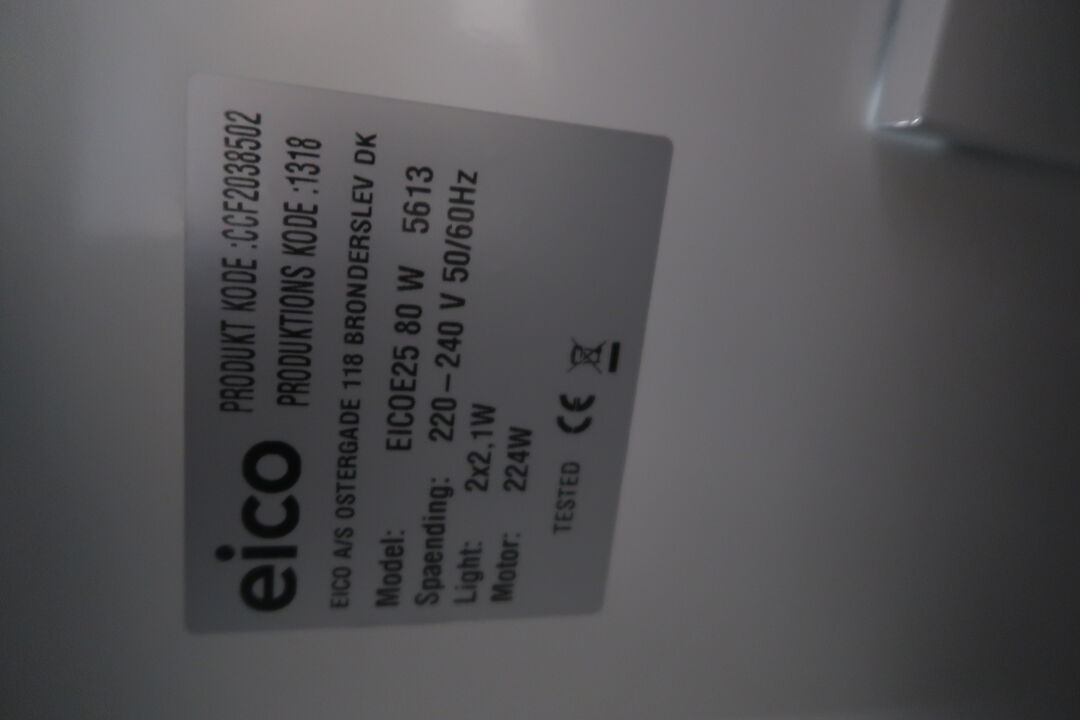 eico PRODUKT KODE :CCF2038502
PRODUKTIONS KODE :1318
EICO A/S OSTERGADE 118 BRONDERSLEV DK
Model: EICOE25 80 W 5613
Spaending: 220-240 V 50/60Hz
Light: 2x2.1W
Motor: 224W
TESTED CE